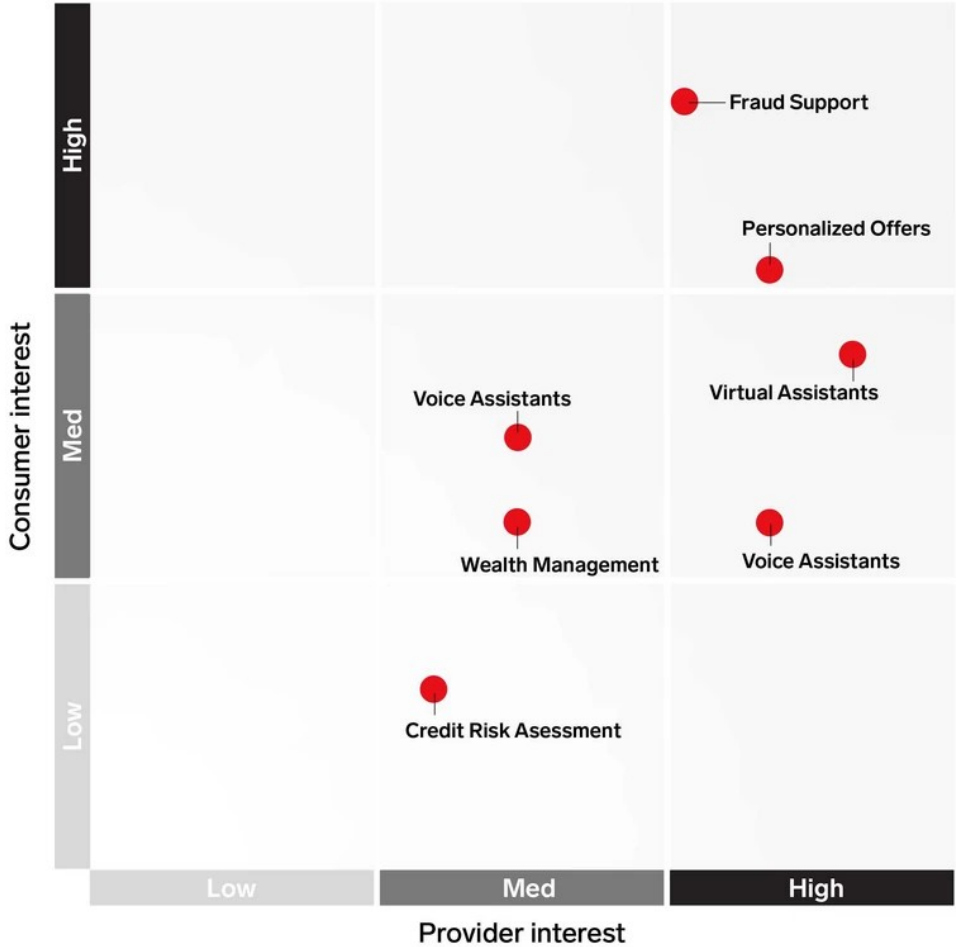 High
Fraud Support
Personalized Offers
Consumer interest
Med
Virtual Assistants
Voice Assistants
Wealth Management
Voice Assistants
Low
Credit Risk Asessment
Low
Med
High
Provider interest